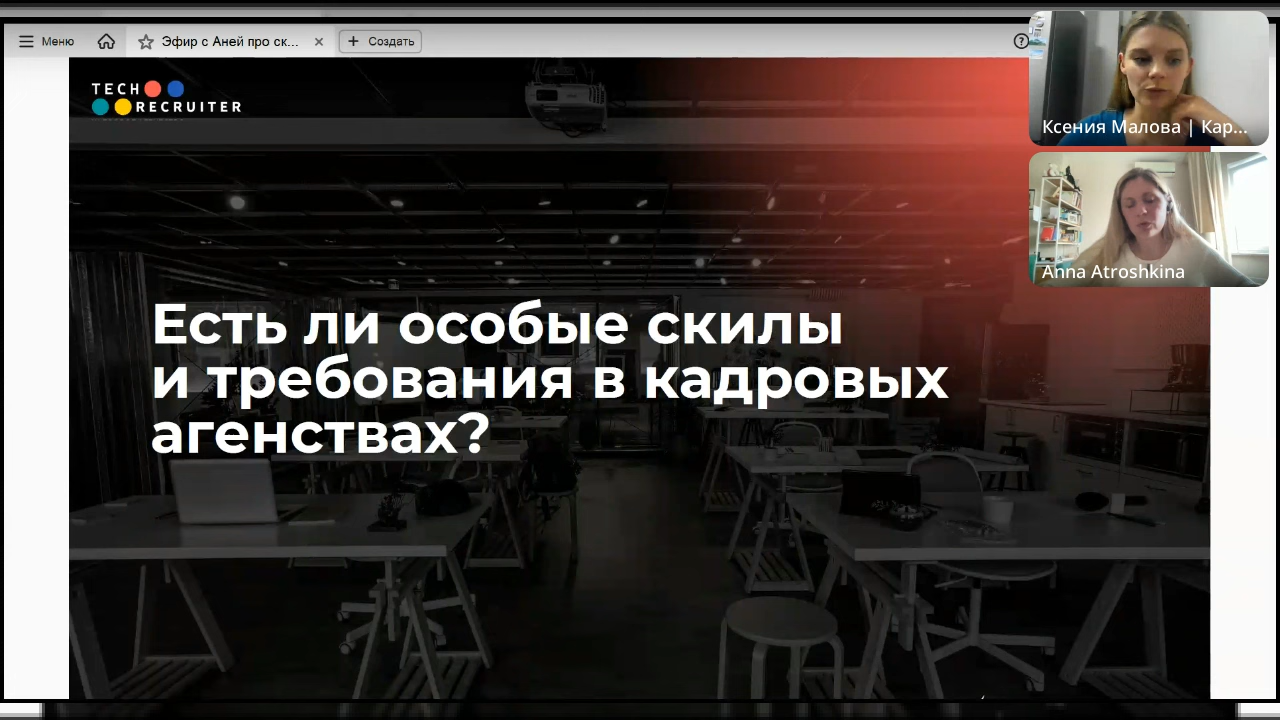 Меню
Эфир с Аней про ск...
Создать
TECH
RECRUITER
Есть ли особые скилы
и требования в кадровых
агенствах?
Ксения Малова | Кар...
Anna Atroshkina